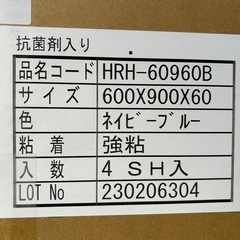 抗菌剤入り
品名コード HRH-60960B
サイズ 600X900X60
色 ネイビーブルー
粘着 強粘
入数 4 SH入
LOT No 230206304